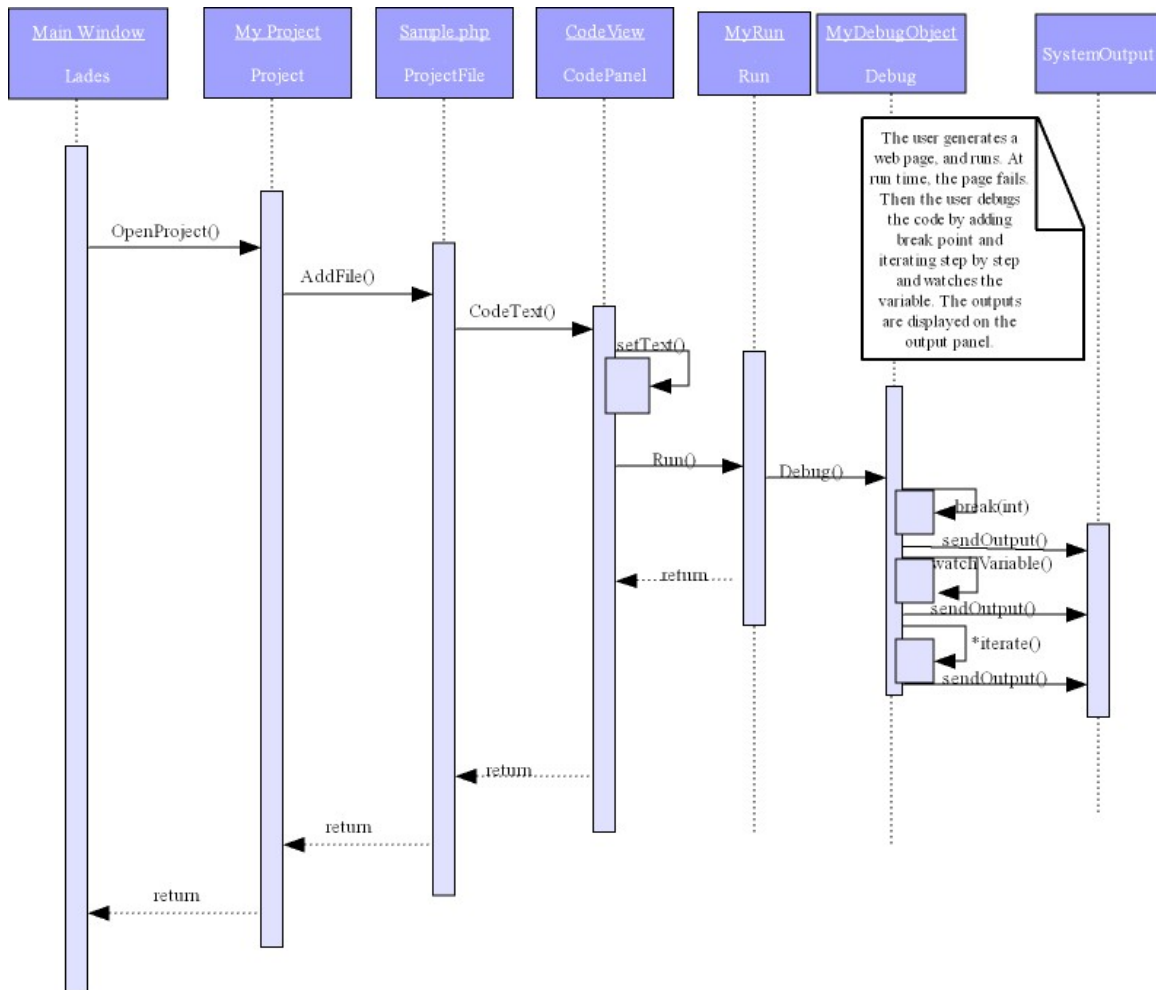 Main Window
Lades
My Project
Project
Sample.php
ProjectFile
CodeView
CodePanel
MyRun
Run
MyDebugObject
Debug
SystemOutput
The user generates a
web page, and runs. At
run time, the page fails.
Then the user debugs
the code by adding
break point and
iterating step by step
and watches the
variable. The outputs
are displayed on the
output panel.
OpenProject()
AddFile()
CodeText()
setText()
Run()
Debug()
break(int)
sendOutput()
watchVariable()
return
sendOutput()
*iterate()
sendOutput()
return
return
return